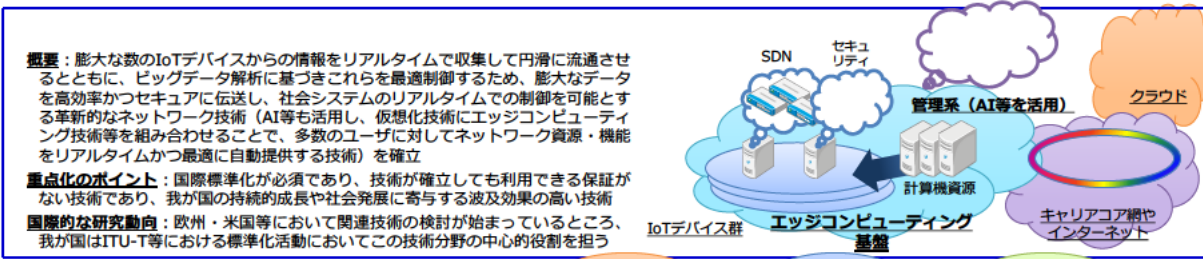 概要：膨大な数のIoTデバイスからの情報をリアルタイムで収集して円滑に流通させ
るとともに、ビッグデータ解析に基づきこれらを最適制御するため、膨大なデータ
を高効率かつセキュアに伝送し、社会システムのリアルタイムでの制御を可能とす
る革新的なネットワーク技術（AI等も活用し、仮想化技術にエッジコンピューティ
ング技術等を組み合わせることで、多数のユーザに対してネットワーク資源・機能
をリアルタイムかつ最適に自動提供する技術）を確立
重点化のポイント：国際標準化が必須であり、技術が確立しても利用できる保証が
ない技術であり、我が国の持続的成長や社会発展に寄与する波及効果の高い技術
国際的な研究動向：欧州・米国等において関連技術の検討が始まっているところ、
我が国はITU-T等における標準化活動においてこの技術分野の中心的役割を担う
SDN
セキュ
リティ
管理系（AI等を活用）
クラウド
計算機資源
IoTデバイス群
エッジコンピューティング
基盤
キャリアコア網や
インターネット